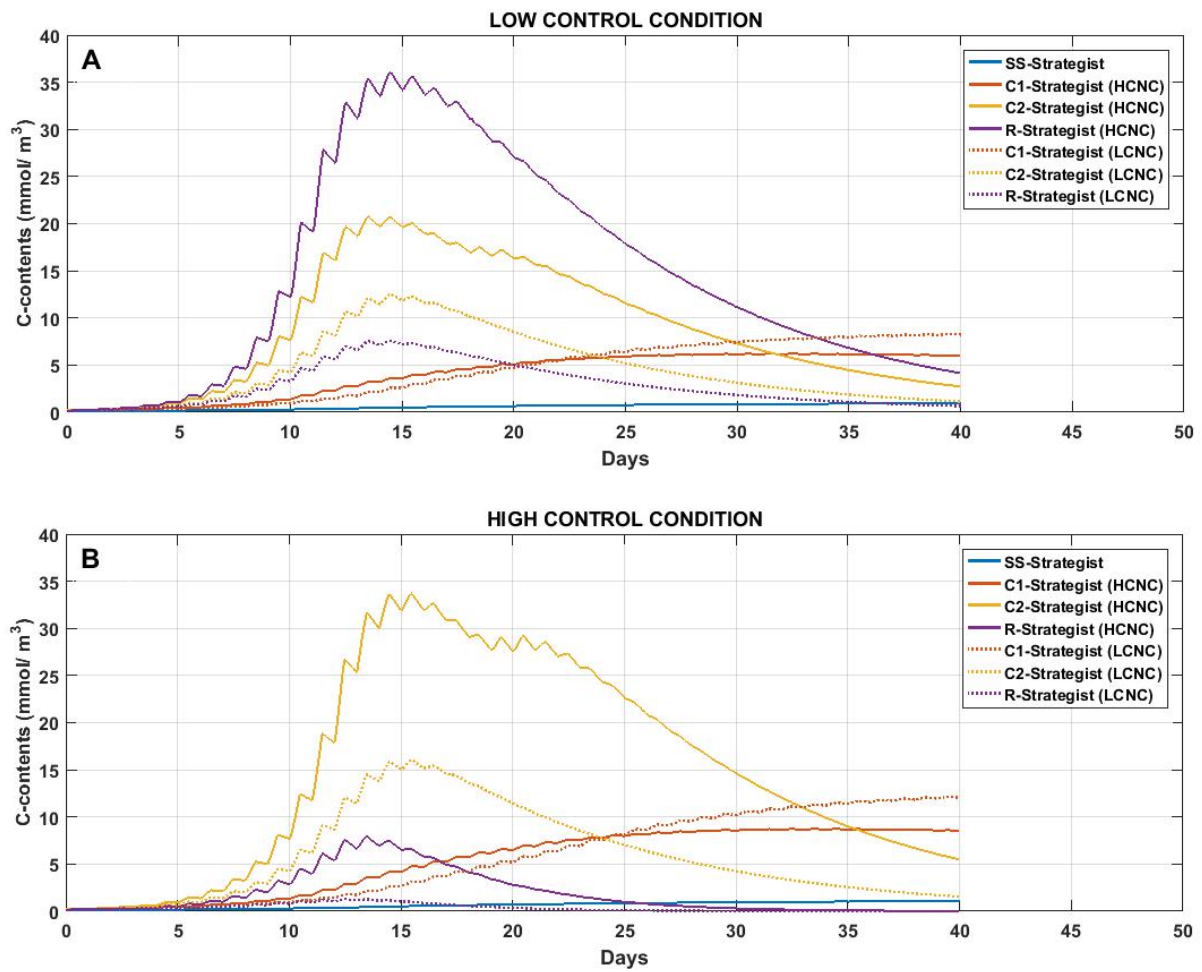 LOW CONTROL CONDITION
A
C-contents (mmol/ m³)
40
35
30
25
20
15
10
5
0
SS-Strategist
C1-Strategist (HCNC)
C2-Strategist (HCNC)
R-Strategist (HCNC)
C1-Strategist (LCNC)
C2-Strategist (LCNC)
R-Strategist (LCNC)
0 5 10 15 20 25 30 35 40 45 50
Days
HIGH CONTROL CONDITION
B
C-contents (mmol/ m³)
40
35
30
25
20
15
10
5
0
SS-Strategist
C1-Strategist (HCNC)
C2-Strategist (HCNC)
R-Strategist (HCNC)
C1-Strategist (LCNC)
C2-Strategist (LCNC)
R-Strategist (LCNC)
0 5 10 15 20 25 30 35 40 45 50
Days